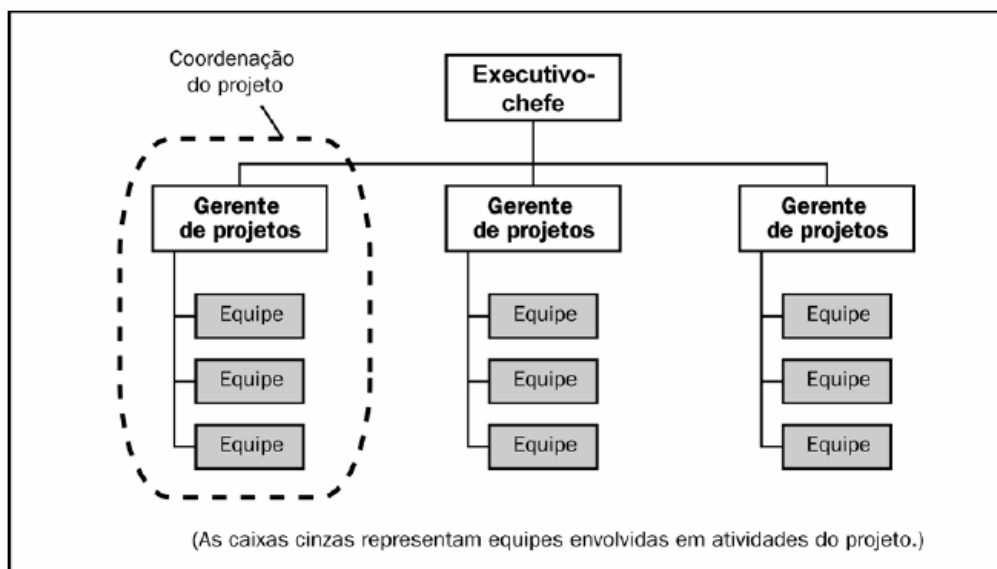 Coordenação
do projeto
Executivo-
chefe
Gerente
de projetos
Gerente
de projetos
Gerente
de projetos
Equipe
Equipe
Equipe
Equipe
Equipe
Equipe
Equipe
Equipe
Equipe
(As caixas cinzas representam equipes envolvidas em atividades do projeto.)